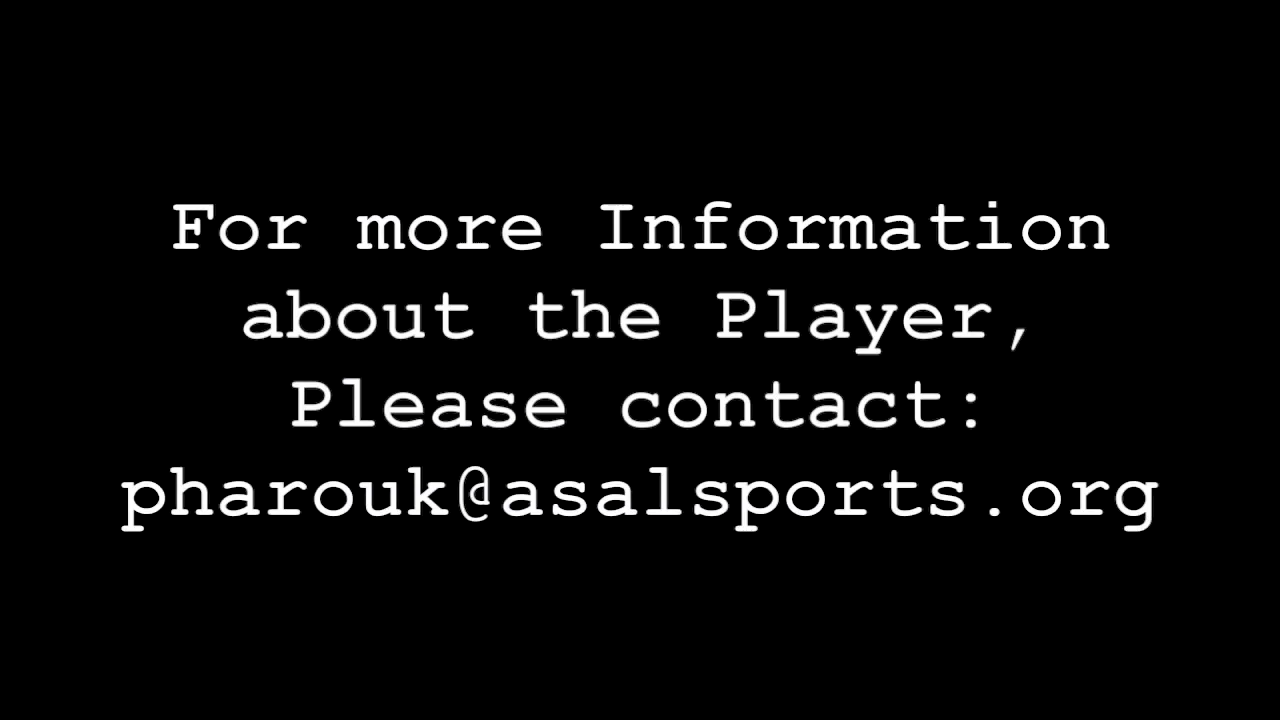 For more Information
about the Player,
Please contact:
pharouk@asalsports.org